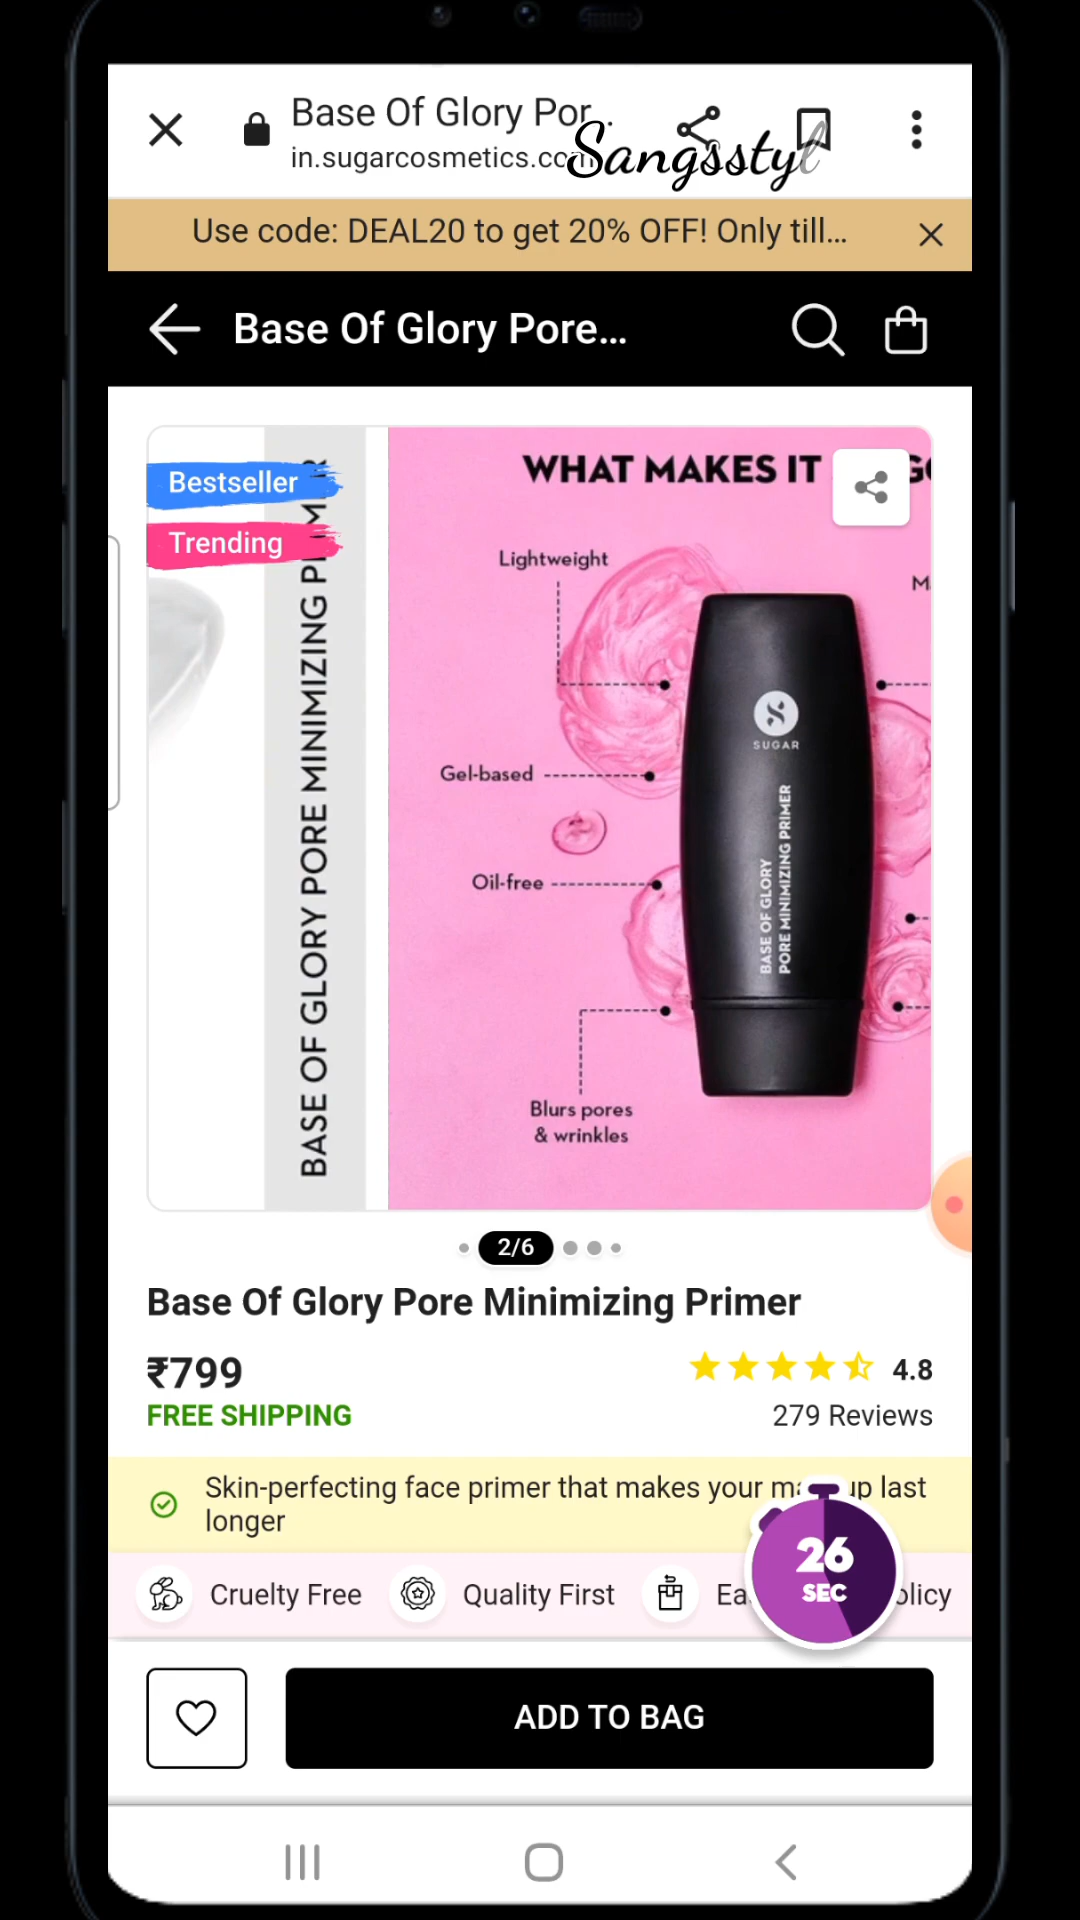 Base Of Glory Por...
in.sugarcosmetics.com
Sangsstyl
Use code: DEAL20 to get 20% OFF! Only till...
Base Of Glory Pore...
Bestseller
Trending
BASE OF GLORY PORE MINIMIZING PRIMER
WHAT MAKES IT
Lightweight
Gel-based
Oil-free
Blurs pores
& wrinkles
SUGAR
BASE OF GLORY
PORE MINIMIZING PRIMER
2/6
Base Of Glory Pore Minimizing Primer
₹799
4.8
FREE SHIPPING
279 Reviews
Skin-perfecting face primer that makes your makeup last
longer
26
SEC
Cruelty Free
Quality First
ADD TO BAG